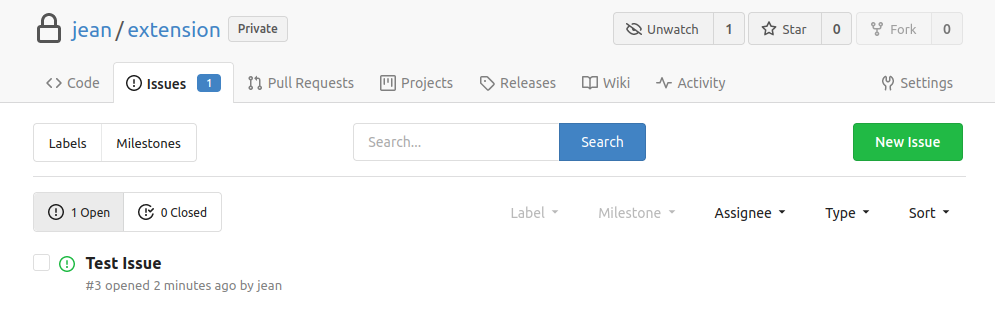 jean / extension Private Unwatch 1 Star 0 Fork 0
Code Issues 1 Pull Requests Projects Releases Wiki Activity Settings
Labels Milestones Search... Search New Issue
1 Open 0 Closed Label Milestone Assignee Type Sort
Test Issue
#3 opened 2 minutes ago by jean